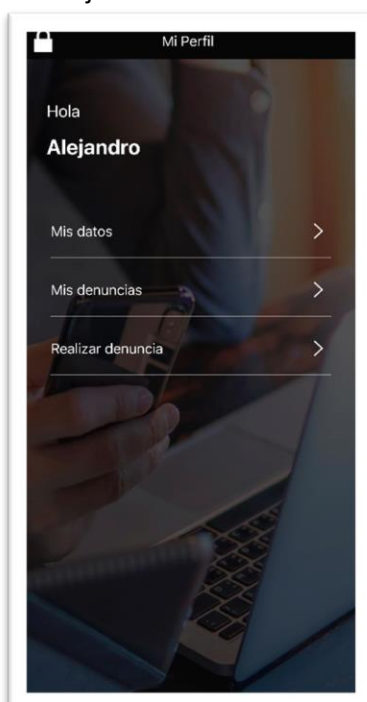 Mi Perfil
Hola
Alejandro
Mis datos
Mis denuncias
Realizar denuncia